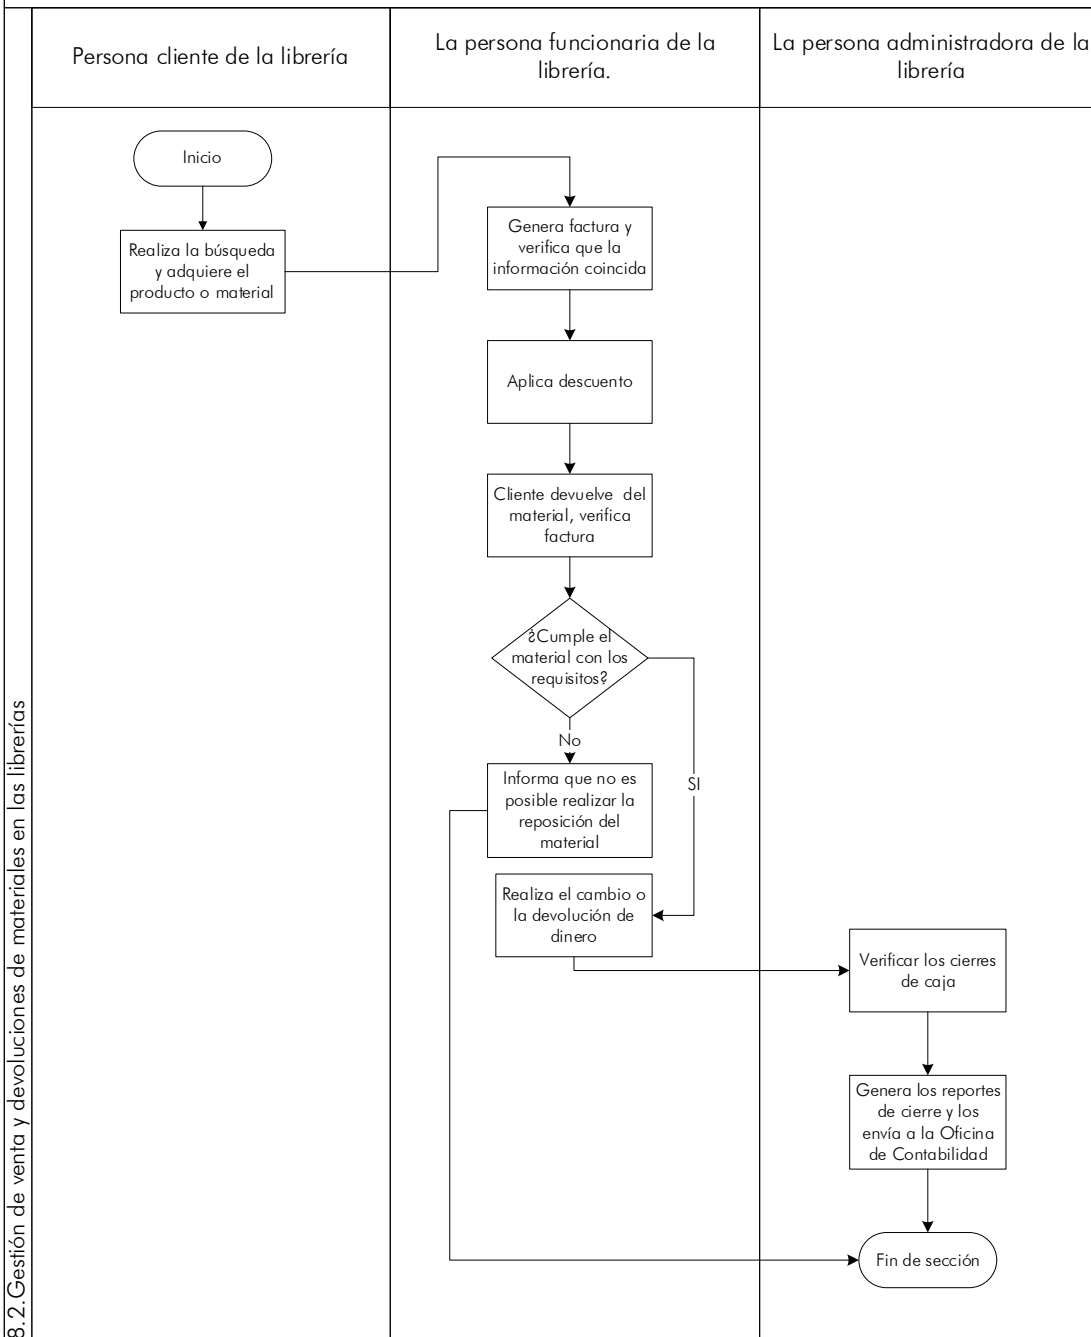 Persona cliente de la librería
La persona funcionaria de la
librería.
La persona administradora de la
librería
Inicio
Realiza la búsqueda
y adquiere el
producto o material
Genera factura y
verifica que la
información coincida
Aplica descuento
Cliente devuelve  del
material, verifica
factura
¿Cumple el
material con los
requisitos?
No
SI
Informa que no es
posible realizar la
reposición del
material
Realiza el cambio o
la devolución de
dinero
Verificar los cierres
de caja
Genera los reportes
de cierre y los
envía a la Oficina
de Contabilidad
Fin de sección
8.2.Gestión de venta y devoluciones de materiales en las librerías